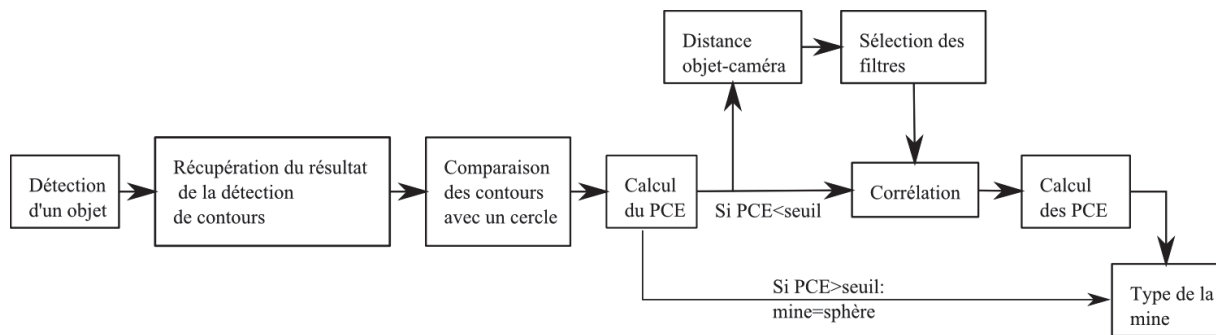 Distance
objet-caméra
Sélection des
filtres
Détection
d'un objet
Récupération du résultat
de la détection
de contours
Comparaison
des contours
avec un cercle
Calcul
du PCE
Si PCE<seuil
Corrélation
Calcul
des PCE
Si PCE>seuil:
mine=sphère
Type de la
mine